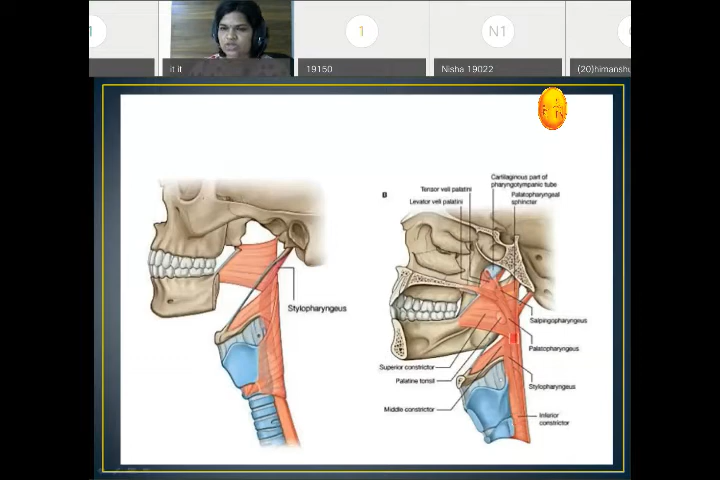 1
it it
1
19150
N1
Nisha 19022
(20)himanshu
B
Cartilaginous part of
pharyngotympanic tube
Tensor veli palatini
Palatopharyngeal
sphincter
Levator veli palatini
Stylopharyngeus
Salpingopharyngeus
Palatopharyngeus
Superior constrictor
Palatine tonsil
Stylopharyngeus
Middle constrictor
Inferior
constrictor